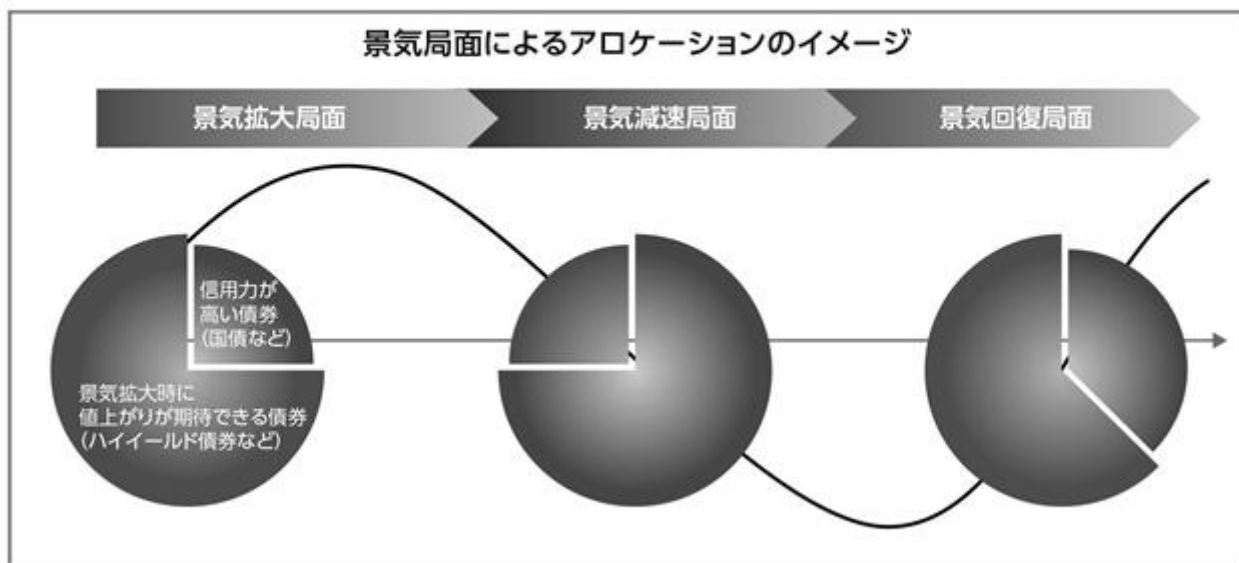 景気局面によるアロケーションのイメージ
景気拡大局面
景気減速局面
景気回復局面
信用力が
高い債券
(国債など)
景気拡大時に
値上がりが期待できる債券
(ハイイールド債券など)